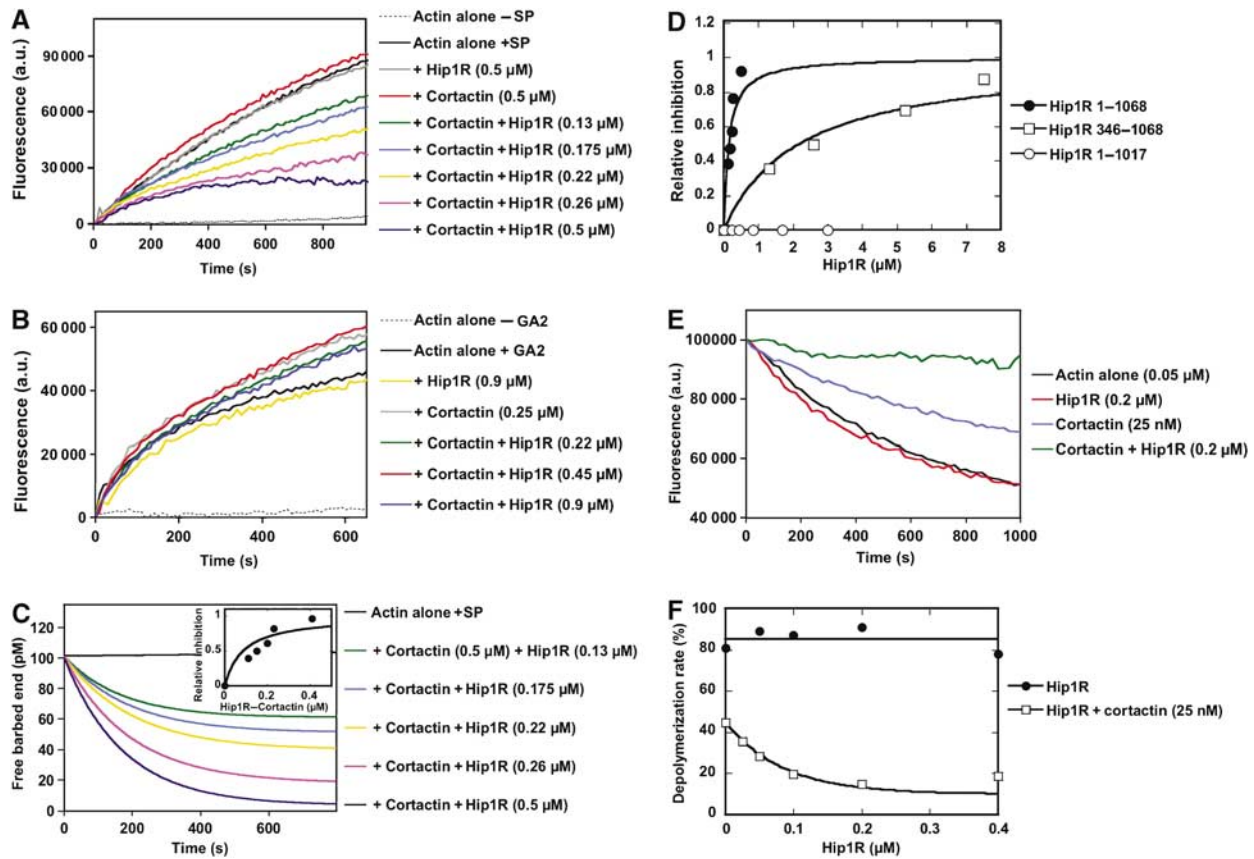 A
Fluorescence (a.u.)
90 000
60 000
30 000
0
0 200 400 600 800
Time (s)
Actin alone – SP
Actin alone +SP
+ Hip1R (0.5 μM)
+ Cortactin (0.5 μM)
+ Cortactin + Hip1R (0.13 μM)
+ Cortactin + Hip1R (0.175 μM)
+ Cortactin + Hip1R (0.22 μM)
+ Cortactin + Hip1R (0.26 μM)
+ Cortactin + Hip1R (0.5 μM)
B
Fluorescence (a.u.)
60 000
40 000
20 000
0
0 200 400 600
Time (s)
Actin alone – GA2
Actin alone + GA2
+ Hip1R (0.9 μM)
+ Cortactin (0.25 μM)
+ Cortactin + Hip1R (0.22 μM)
+ Cortactin + Hip1R (0.45 μM)
+ Cortactin + Hip1R (0.9 μM)
C
Free barbed end (pM)
120
100
80
60
40
20
0
0 200 400 600
Time (s)
Relative inhibition
1
0.5
0
0 0.2 0.4
Hip1R–Cortactin (μM)
Actin alone +SP
+ Cortactin (0.5 μM) + Hip1R (0.13 μM)
+ Cortactin + Hip1R (0.175 μM)
+ Cortactin + Hip1R (0.22 μM)
+ Cortactin + Hip1R (0.26 μM)
+ Cortactin + Hip1R (0.5 μM)
D
Relative inhibition
1.2
1
0.8
0.6
0.4
0.2
0
0 1 2 3 4 5 6 7 8
Hip1R (μM)
Hip1R 1–1068
Hip1R 346–1068
Hip1R 1–1017
E
Fluorescence (a.u.)
100000
80 000
60 000
40 000
0 200 400 600 800 1000
Time (s)
Actin alone (0.05 μM)
Hip1R (0.2 μM)
Cortactin (25 nM)
Cortactin + Hip1R (0.2 μM)
F
Depolymerization rate (%)
100
80
60
40
20
0
0 0.1 0.2 0.3 0.4
Hip1R (μM)
Hip1R
Hip1R + cortactin (25 nM)